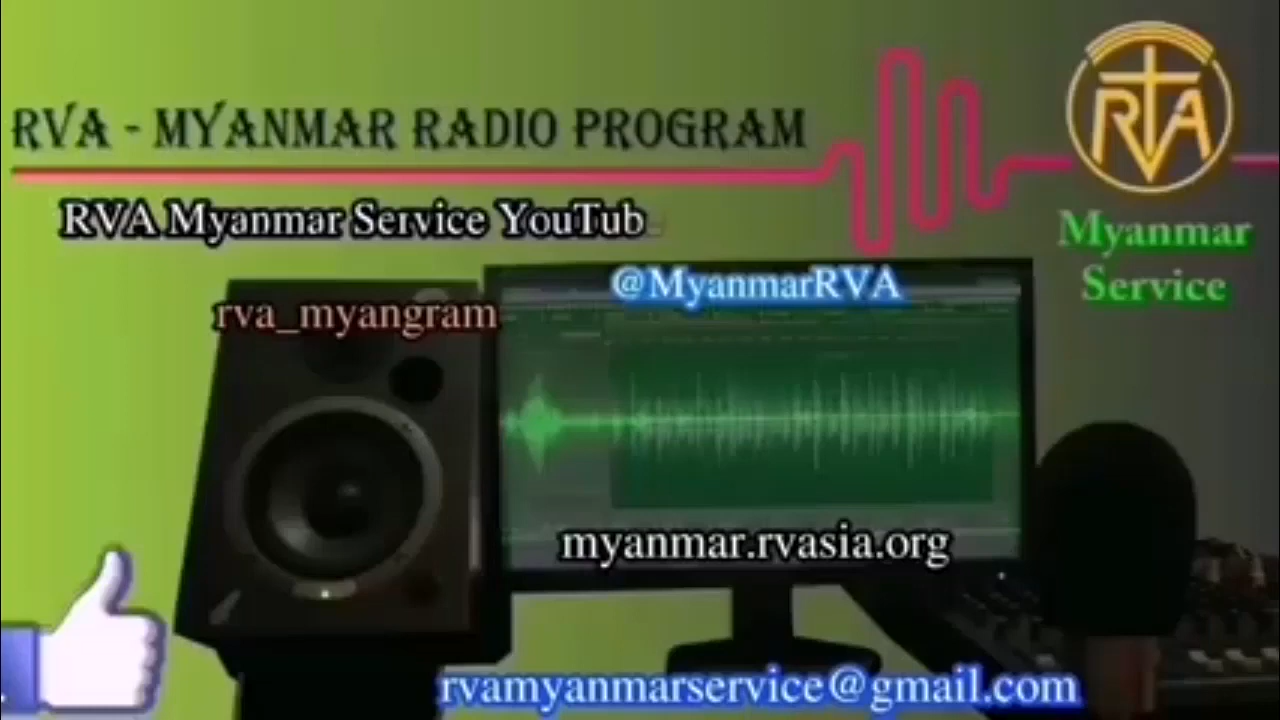 RVA - MYANMAR RADIO PROGRAM
RVA
Myanmar
Service
RVA Myanmar Service YouTub
@MyanmarRVA
rva_myangram
myanmar.rvasia.org
rvamyanmarservice@gmail.com